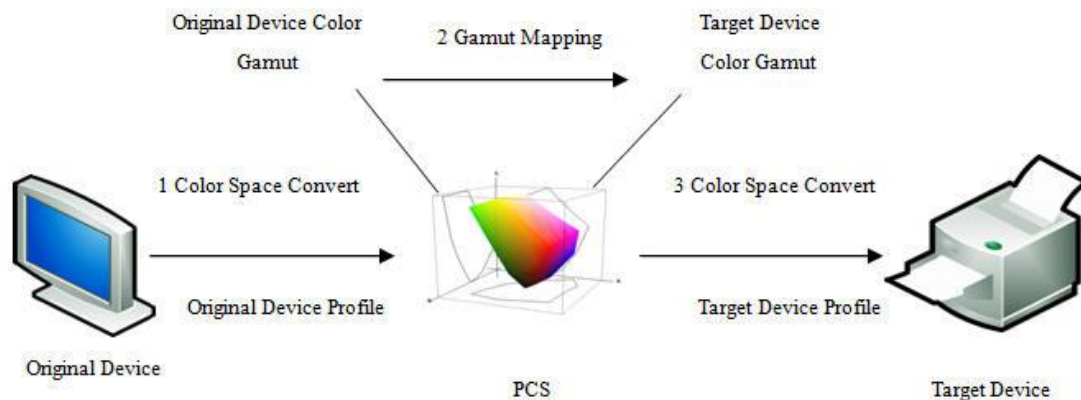 Original Device Color
Gamut
2 Gamut Mapping
Target Device
Color Gamut
1 Color Space Convert
3 Color Space Convert
Original Device Profile
Target Device Profile
Original Device
PCS
Target Device